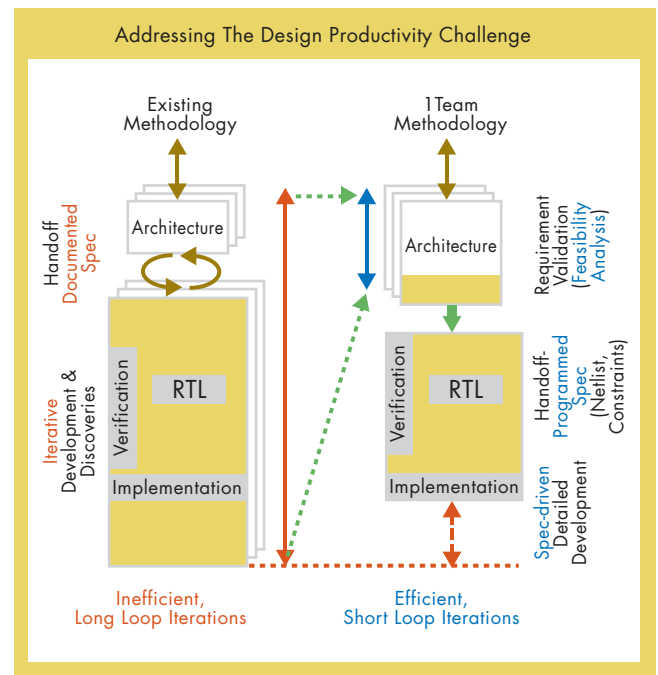 Addressing The Design Productivity Challenge
Existing
Methodology
1Team
Methodology
Handoff
Documented
Spec
Architecture
Architecture
Requirement
Validation
(Feasibility
Analysis)
Iterative
Development &
Discoveries
Verification
RTL
Implementation
Verification
RTL
Implementation
Handoff-
Programmed
Spec
(Netlist,
Constraints)
Spec-driven
Detailed
Development
Inefficient,
Long Loop Iterations
Efficient,
Short Loop Iterations